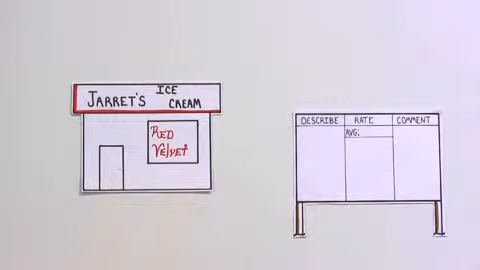 JARRET'S ICE CREAM
RED
VELVET
DESCRIBE RATE COMMENT
AVG: